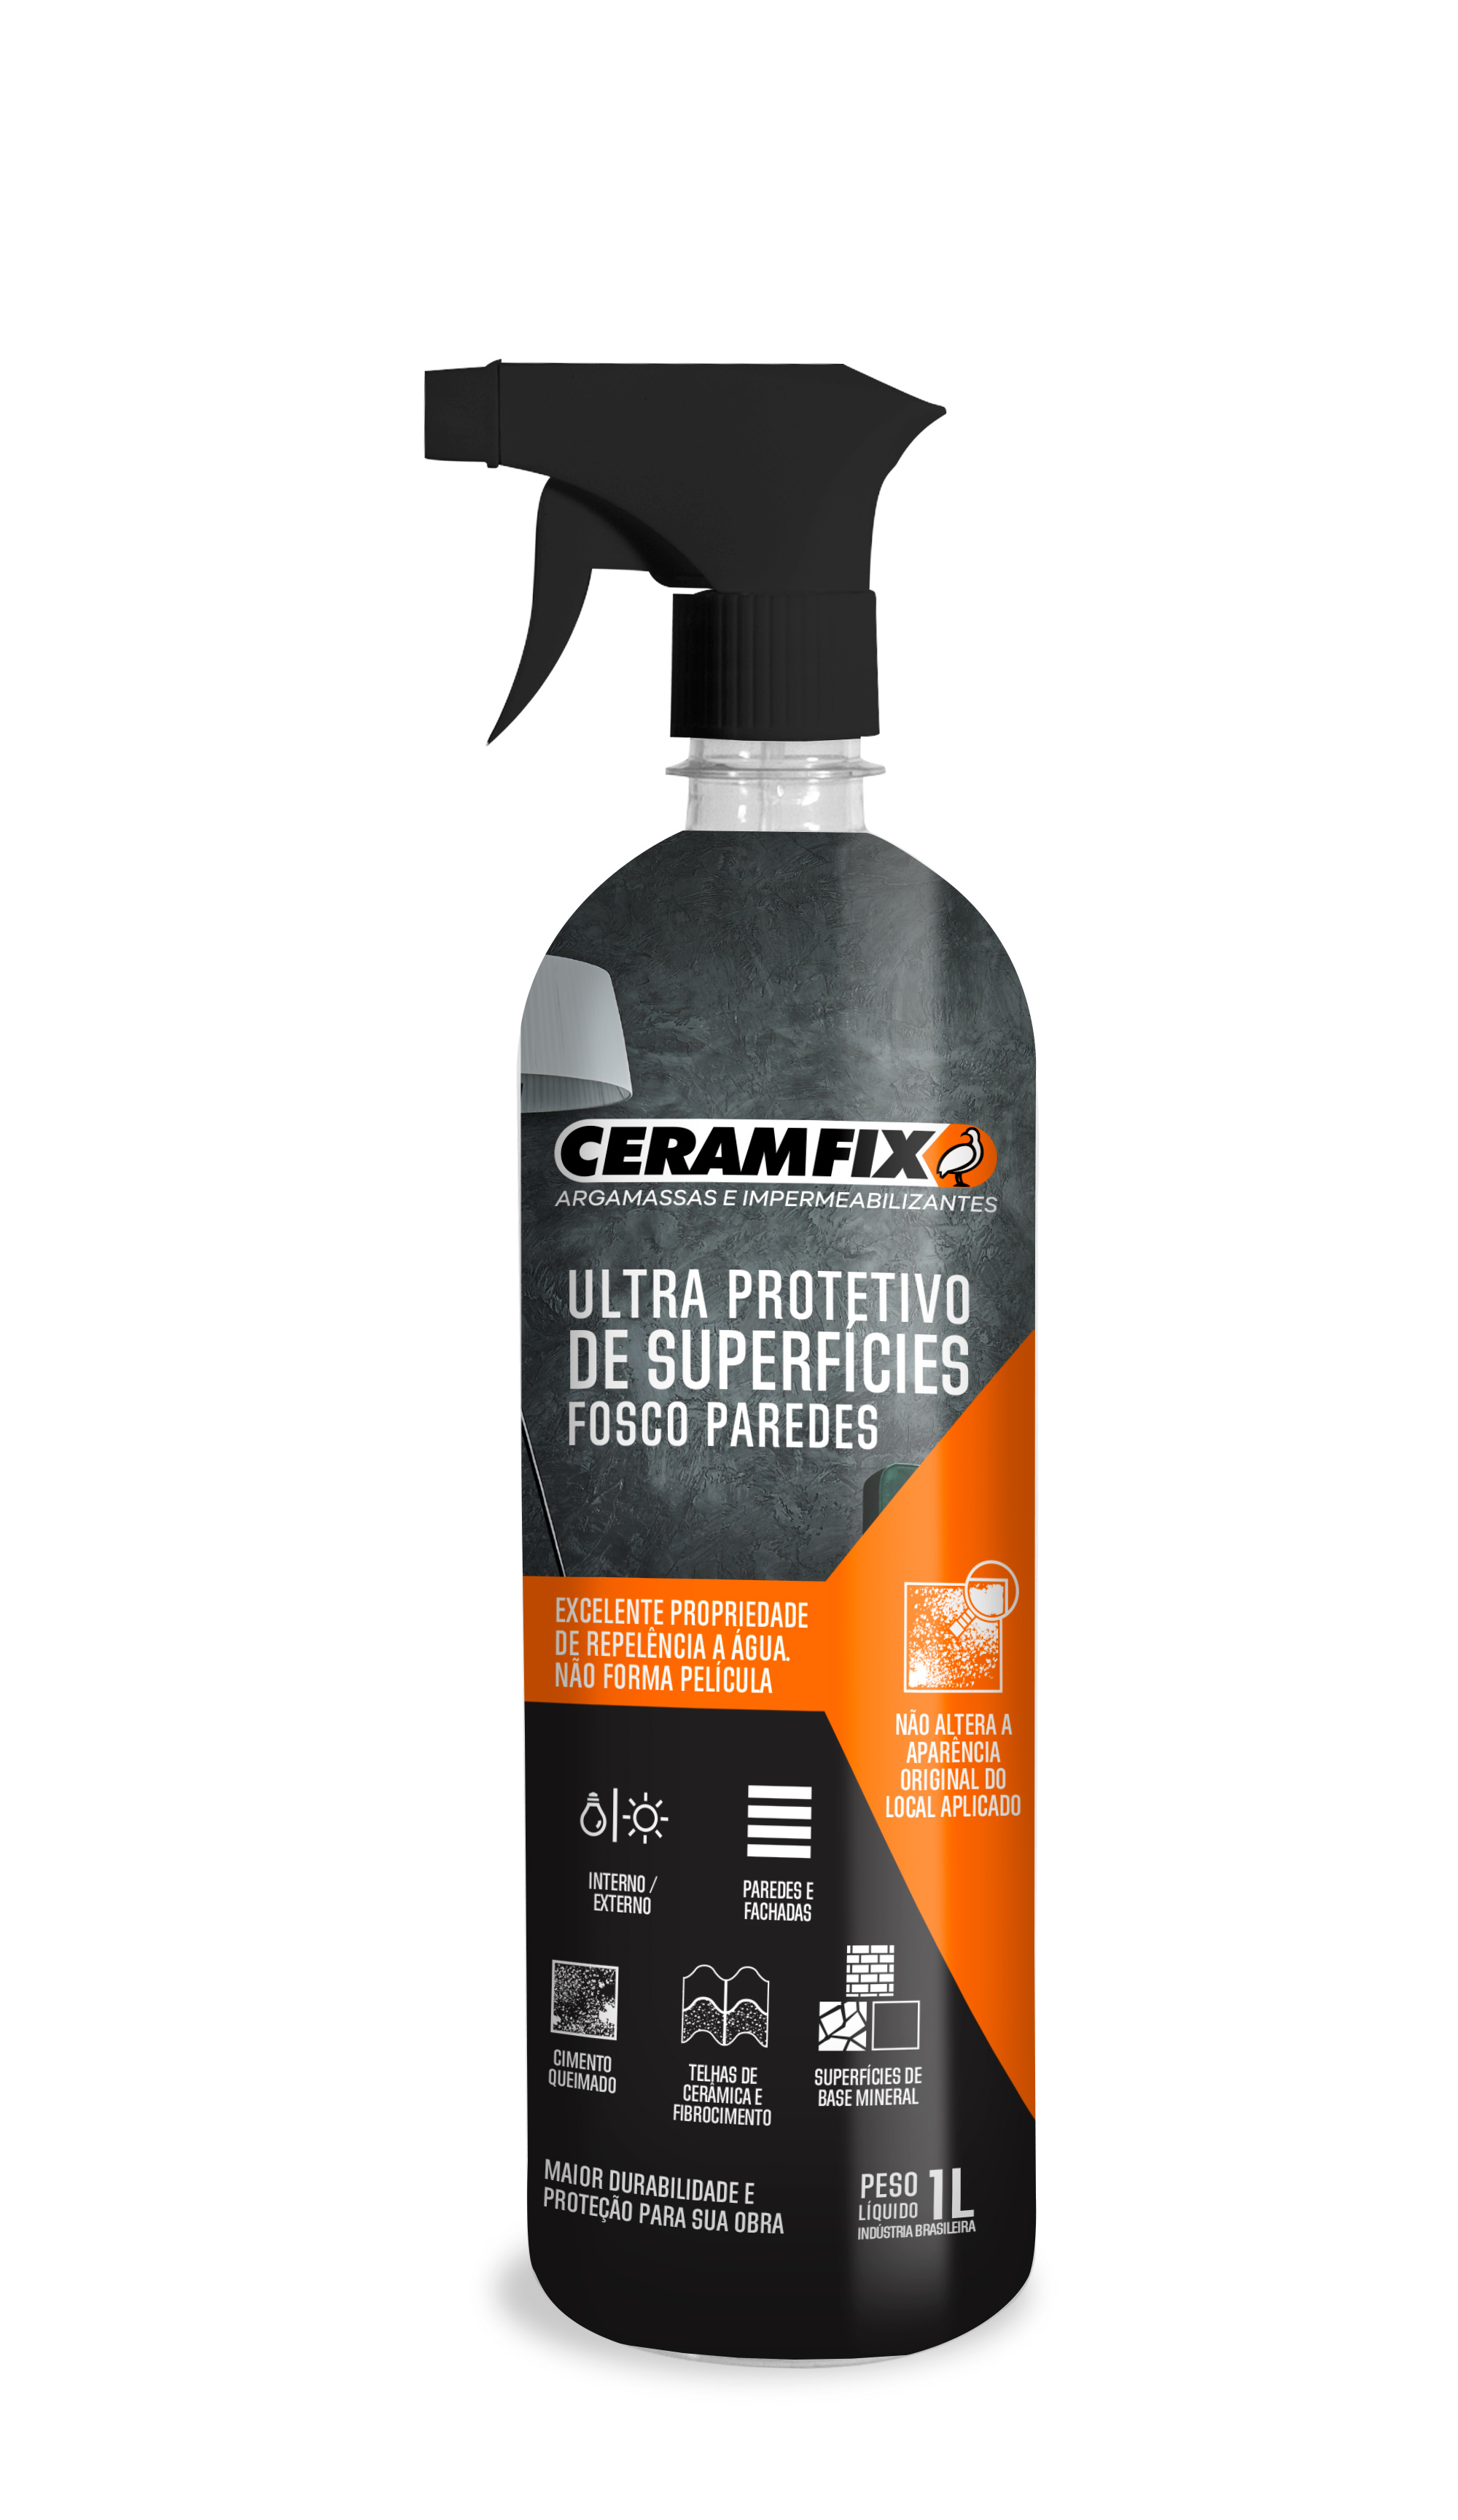 CERAMFIX
ARGAMASSAS E IMPERMEABILIZANTES
ULTRA PROTETIVO
DE SUPERFÍCIES
FOSCO PAREDES
EXCELENTE PROPRIEDADE
DE REPELÊNCIA A ÁGUA.
NÃO FORMA PELÍCULA
NÃO ALTERA A
APARÊNCIA
ORIGINAL DO
LOCAL APLICADO
INTERNO /
EXTERNO
PAREDES E
FACHADAS
CIMENTO
QUEIMADO
TELHAS DE
CERÂMICA E
FIBROCIMENTO
SUPERFÍCIES DE
BASE MINERAL
MAIOR DURABILIDADE E
PROTEÇÃO PARA SUA OBRA
PESO
LÍQUIDO 1L
INDÚSTRIA BRASILEIRA